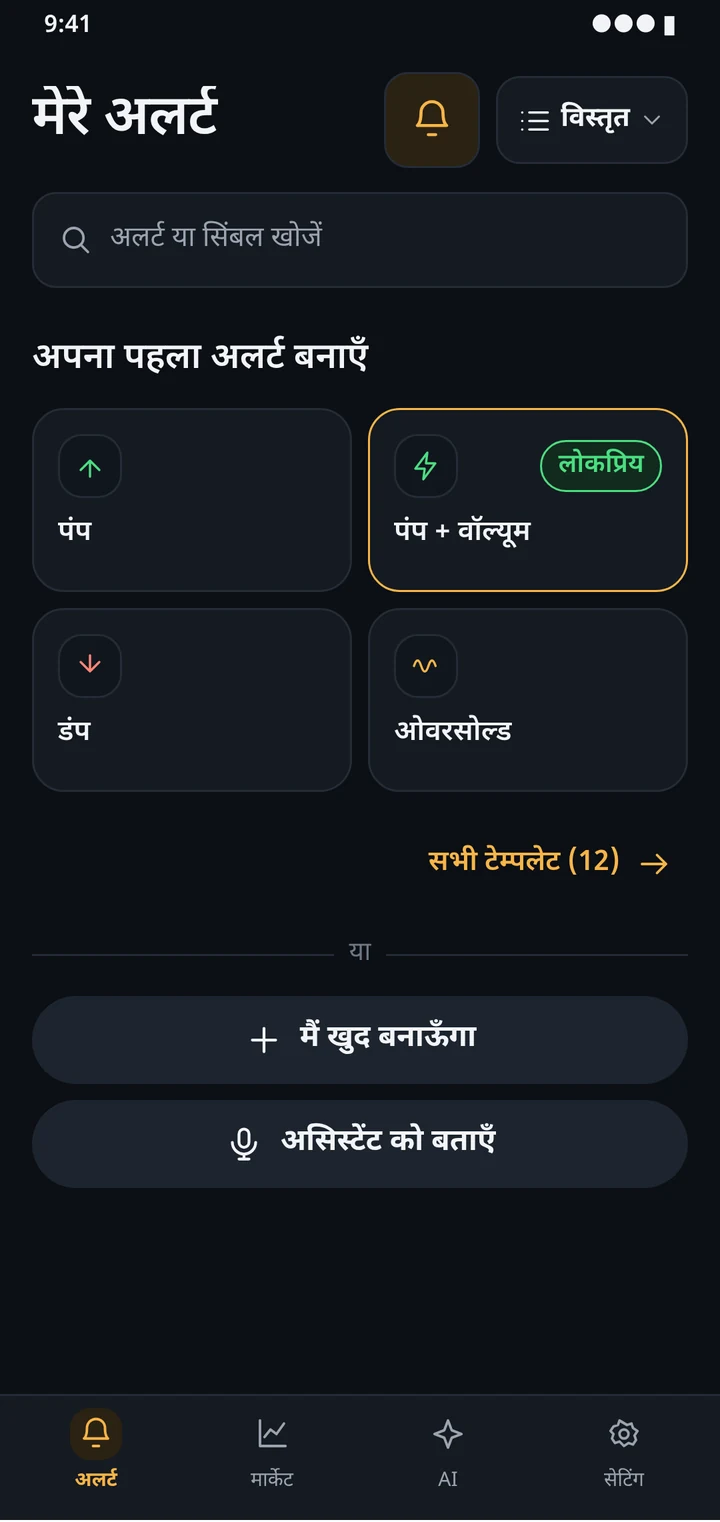 9:41
मेरे अलर्ट
विस्तृत
अलर्ट या सिंबल खोजें
अपना पहला अलर्ट बनाएँ
पंप
लोकप्रिय
पंप + वॉल्यूम
डंप
ओवरसोल्ड
सभी टेम्पलेट (12)
या
मैं खुद बनाऊँगा
असिस्टेंट को बताएँ
अलर्ट
मार्केट
AI
सेटिंग